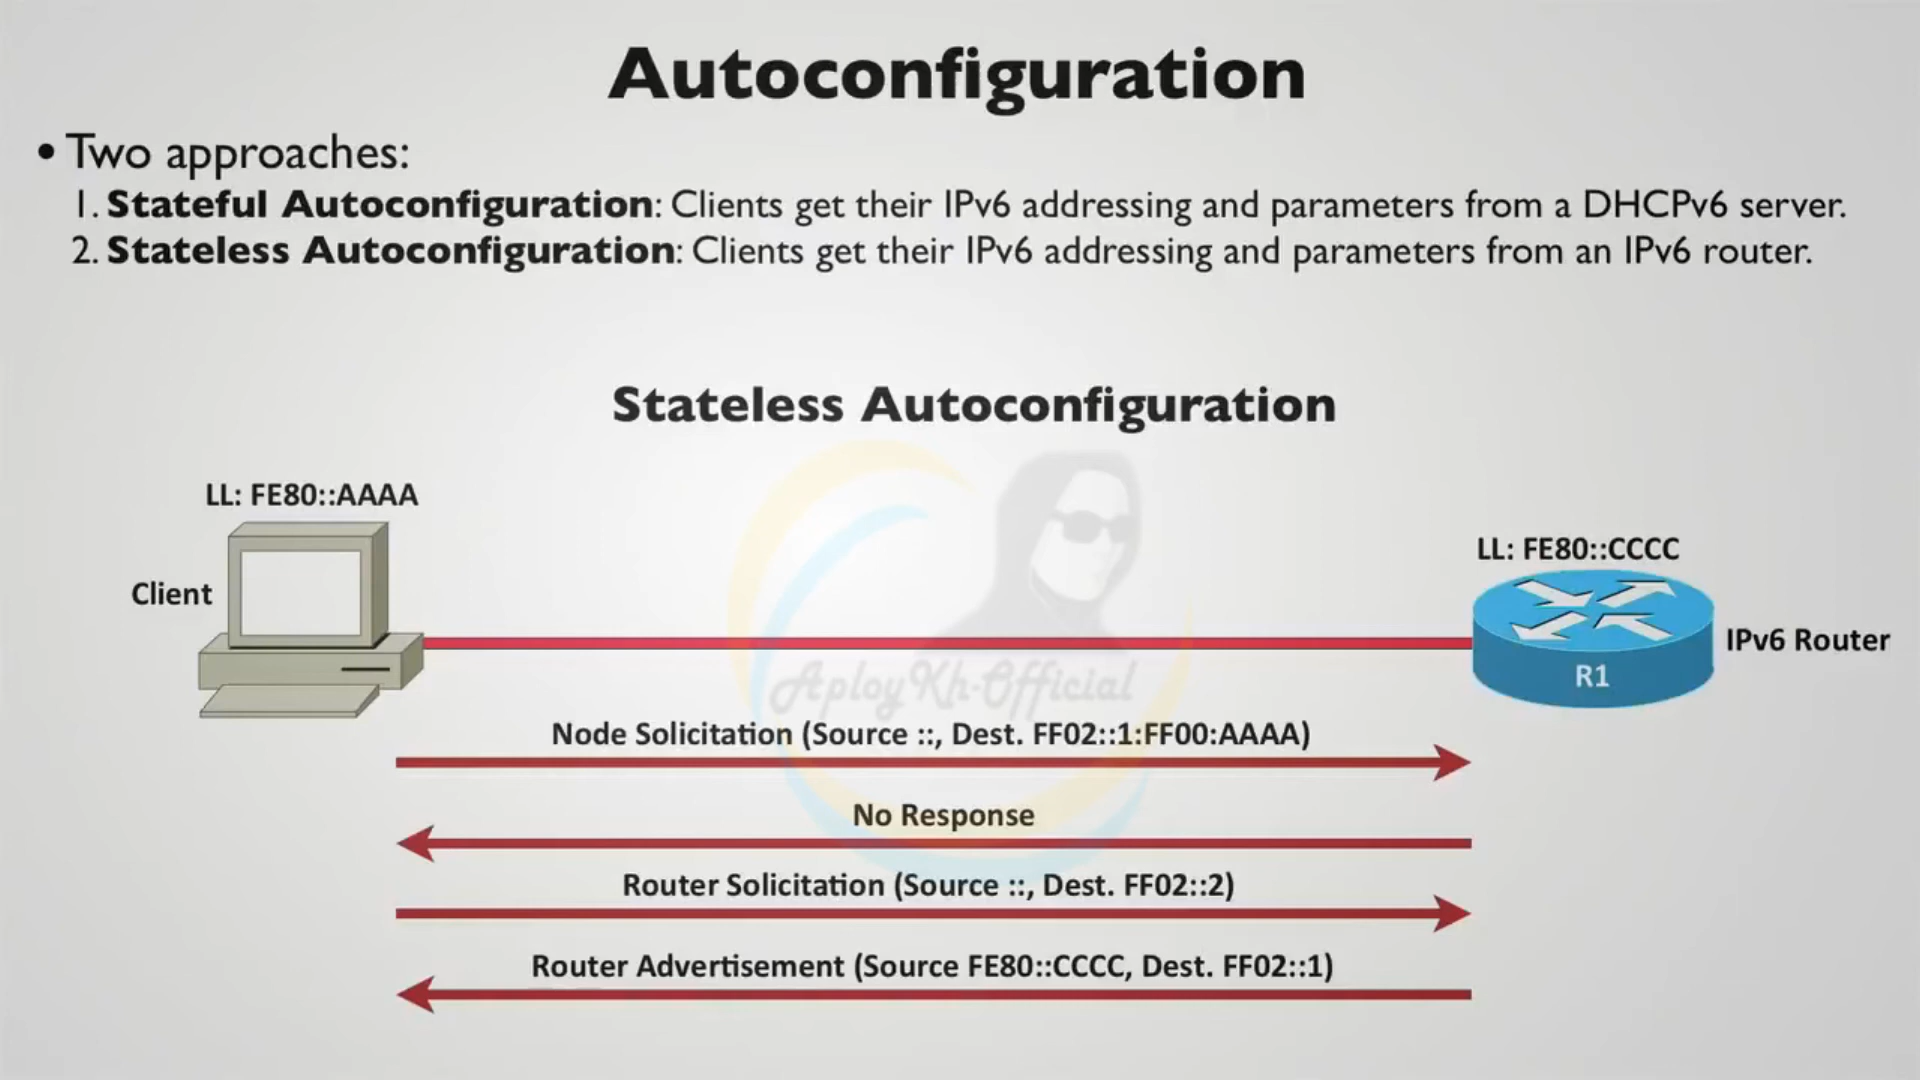 Autoconfiguration
• Two approaches:
1. Stateful Autoconfiguration: Clients get their IPv6 addressing and parameters from a DHCPv6 server.
2. Stateless Autoconfiguration: Clients get their IPv6 addressing and parameters from an IPv6 router.
Stateless Autoconfiguration
LL: FE80::AAAA
LL: FE80::CCCC
Client
IPv6 Router
R1
AployKh-Official
Node Solicitation (Source ::, Dest. FF02::1:FF00:AAAA)
No Response
Router Solicitation (Source ::, Dest. FF02::2)
Router Advertisement (Source FE80::CCCC, Dest. FF02::1)